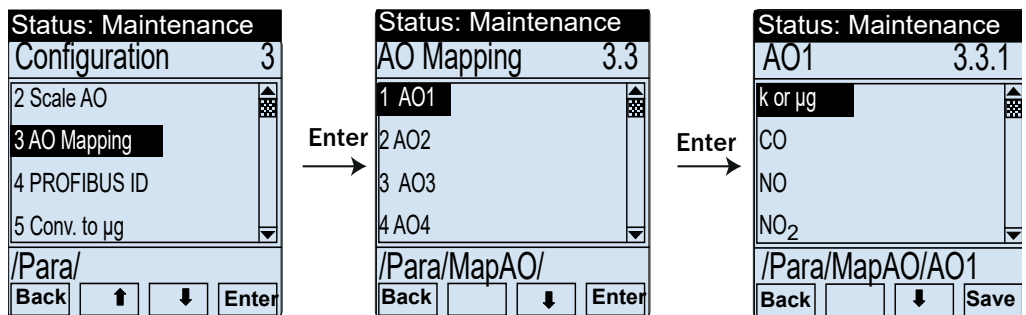 Status: Maintenance
Configuration 3
2 Scale AO
3 AO Mapping
4 PROFIBUS ID
5 Conv. to µg
/Para/
Back Enter
Enter
Status: Maintenance
AO Mapping 3.3
1 AO1
2 AO2
3 AO3
4 AO4
/Para/MapAO/
Back Enter
Enter
Status: Maintenance
AO1 3.3.1
k or µg
CO
NO
NO₂
/Para/MapAO/AO1
Back Save